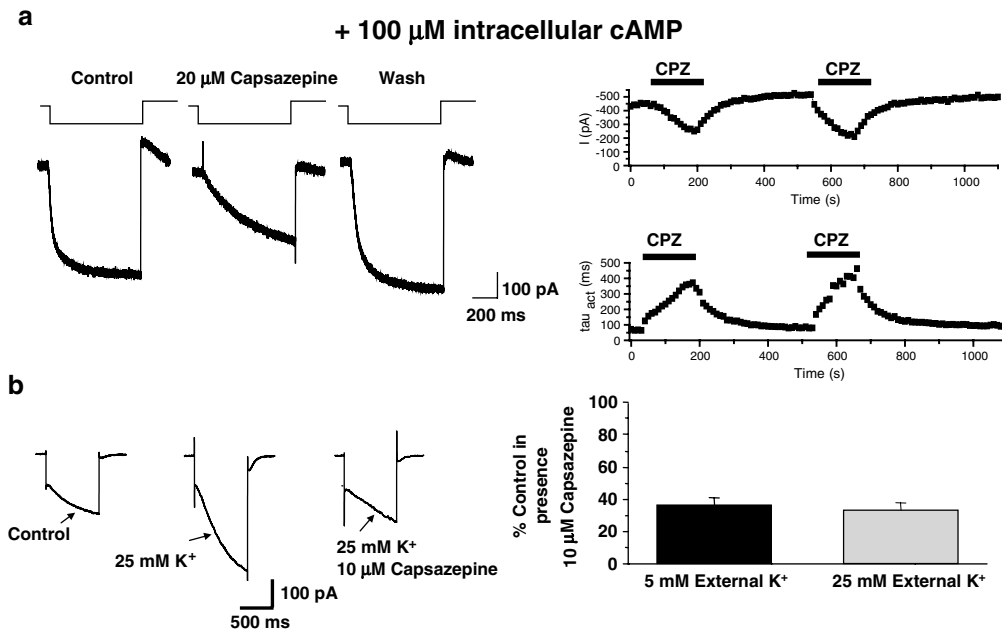 a
+ 100 µM intracellular cAMP
Control
20 µM Capsazepine
Wash
100 pA
200 ms
CPZ
CPZ
I (pA)
-500
-400
-300
-200
-100
0
0 200 400 600 800 1000
Time (s)
CPZ
CPZ
tau act (ms)
500
400
300
200
100
0
0 200 400 600 800 1000
Time (s)
b
Control
25 mM K+
25 mM K+
10 µM Capsazepine
100 pA
500 ms
% Control in
presence
10 µM Capsazepine
100
80
60
40
20
0
5 mM External K+
25 mM External K+